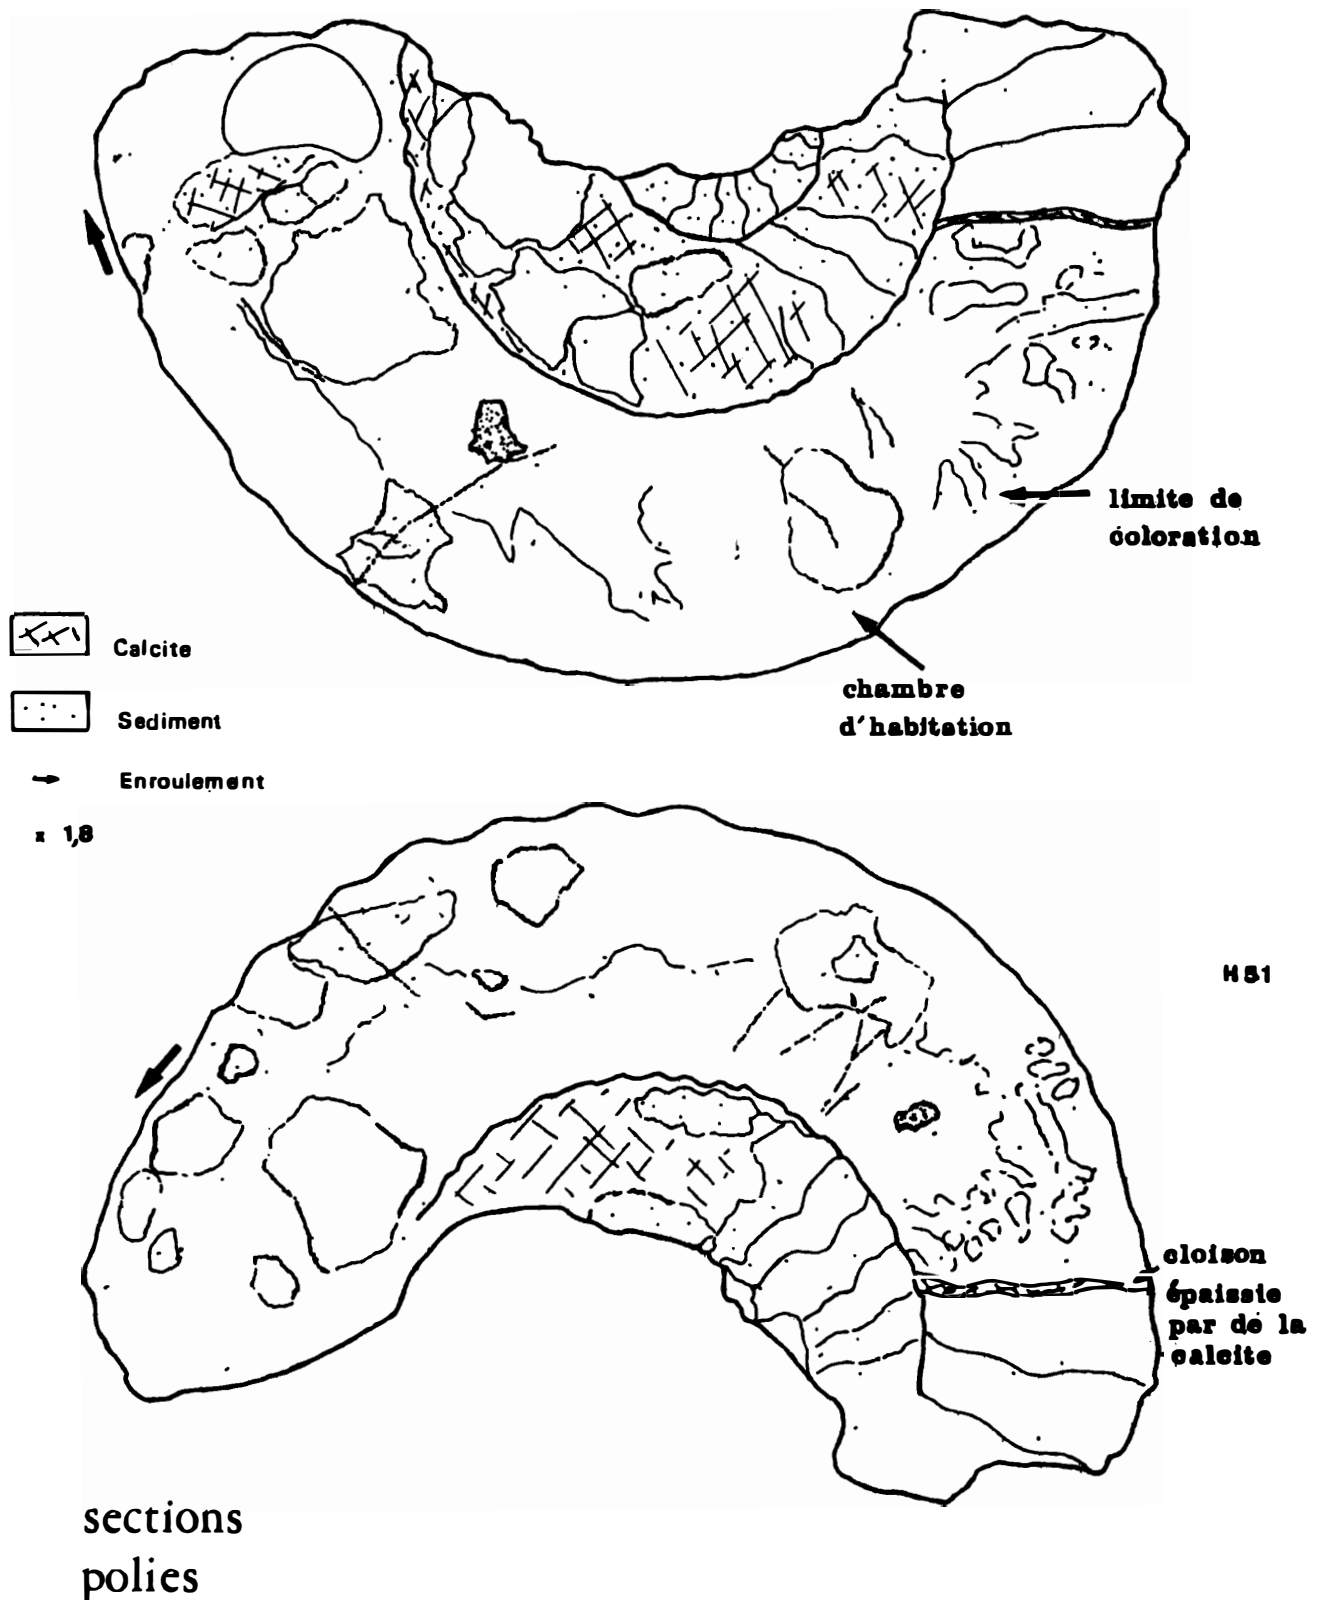 limite de
coloration
Calcite
chambre
d'habitation
Sediment
Enroulement
x 1,8
H51
cloison
épaissie
par de la
calcite
sections
polies